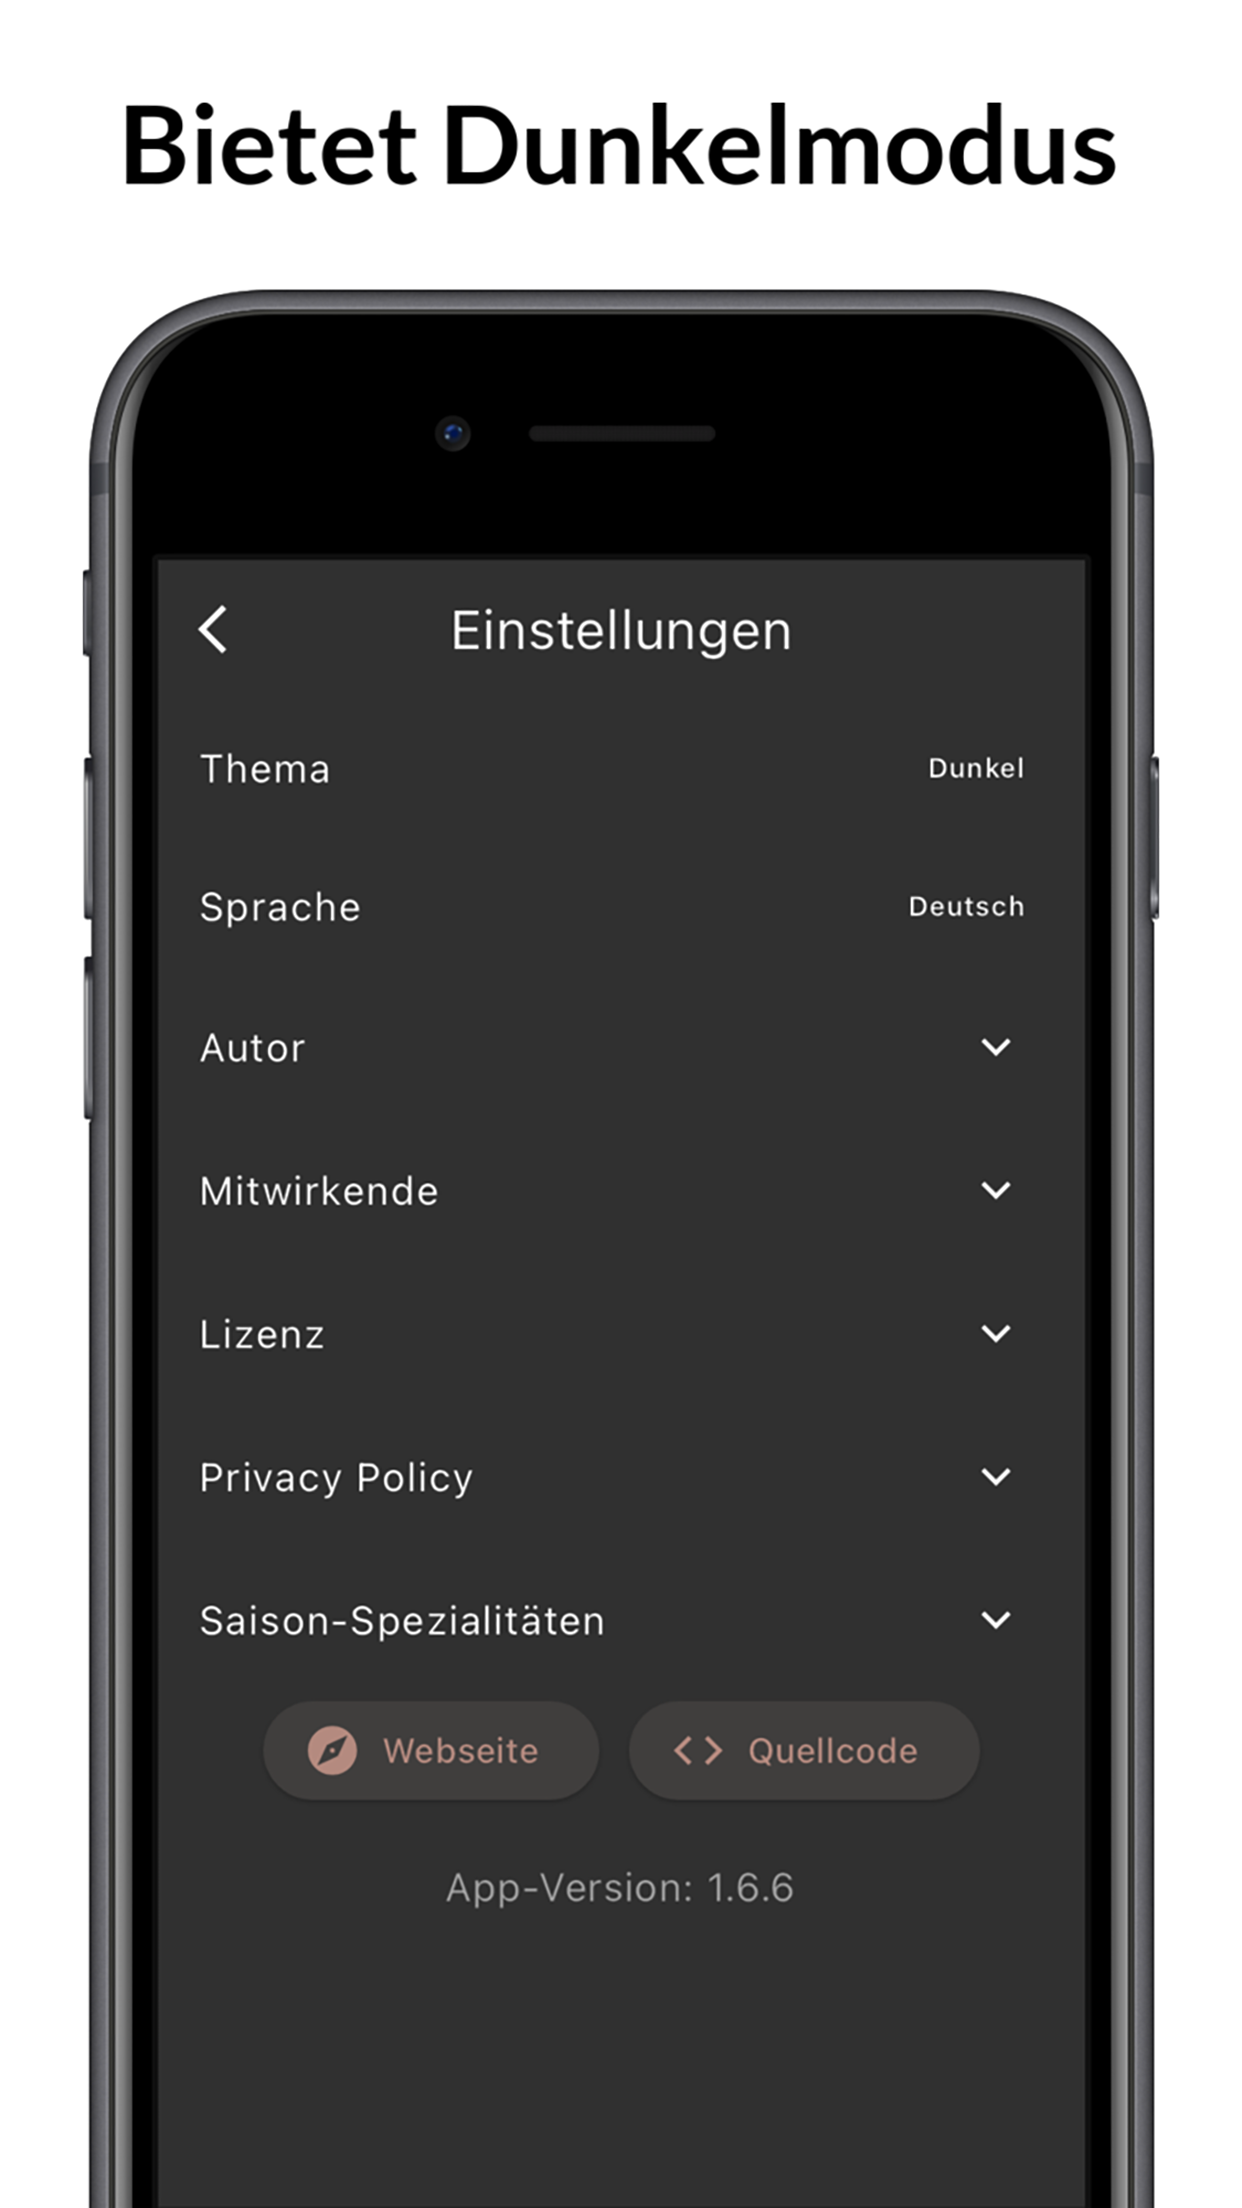 Bietet Dunkelmodus
Einstellungen
Thema Dunkel
Sprache Deutsch
Autor
Mitwirkende
Lizenz
Privacy Policy
Saison-Spezialitäten
Webseite Quellcode
App-Version: 1.6.6